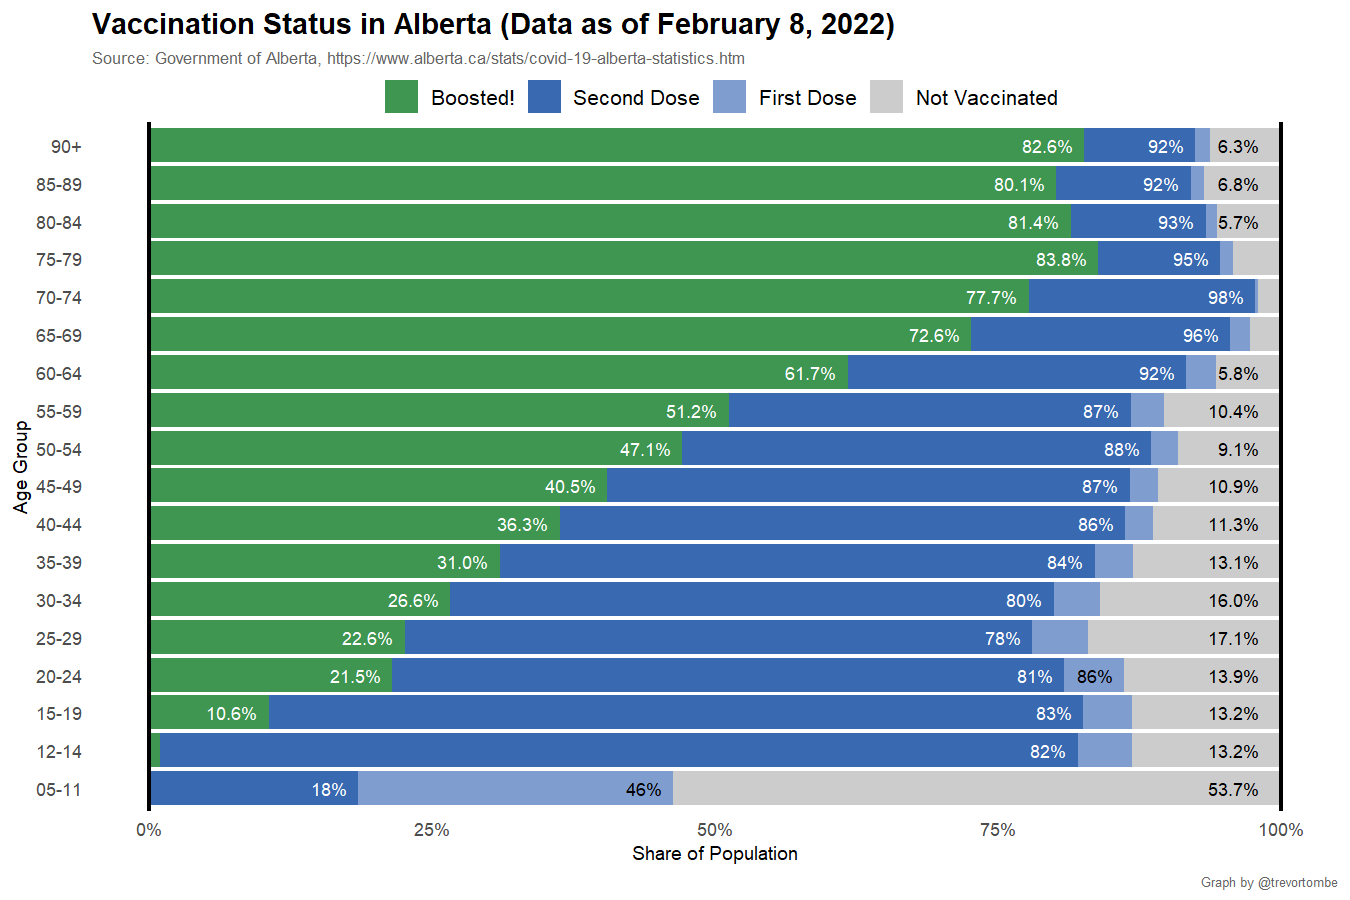 Vaccination Status in Alberta (Data as of February 8, 2022)
Source: Government of Alberta, https://www.alberta.ca/stats/covid-19-alberta-statistics.htm
Boosted! Second Dose First Dose Not Vaccinated
90+ 82.6% 92% 6.3%
85-89 80.1% 92% 6.8%
80-84 81.4% 93% 5.7%
75-79 83.8% 95%
70-74 77.7% 98%
65-69 72.6% 96%
60-64 61.7% 92% 5.8%
55-59 51.2% 87% 10.4%
50-54 47.1% 88% 9.1%
45-49 40.5% 87% 10.9%
40-44 36.3% 86% 11.3%
35-39 31.0% 84% 13.1%
30-34 26.6% 80% 16.0%
25-29 22.6% 78% 17.1%
20-24 21.5% 81% 86% 13.9%
15-19 10.6% 83% 13.2%
12-14 82% 13.2%
05-11 18% 46% 53.7%
Age Group
0% 25% 50% 75% 100%
Share of Population
Graph by @trevortombe